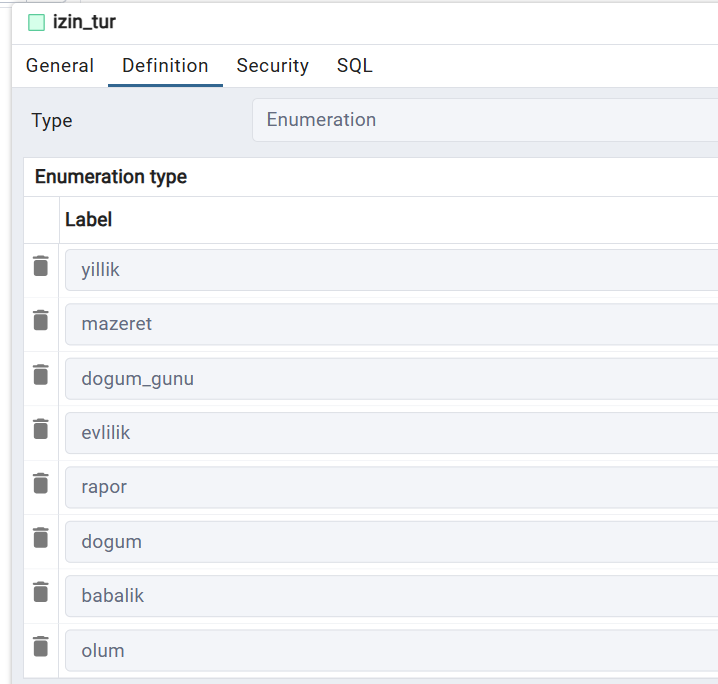 izin_tur
General Definition Security SQL
Type Enumeration
Enumeration type
Label
yillik
mazeret
dogum_gunu
evlilik
rapor
dogum
babalik
olum